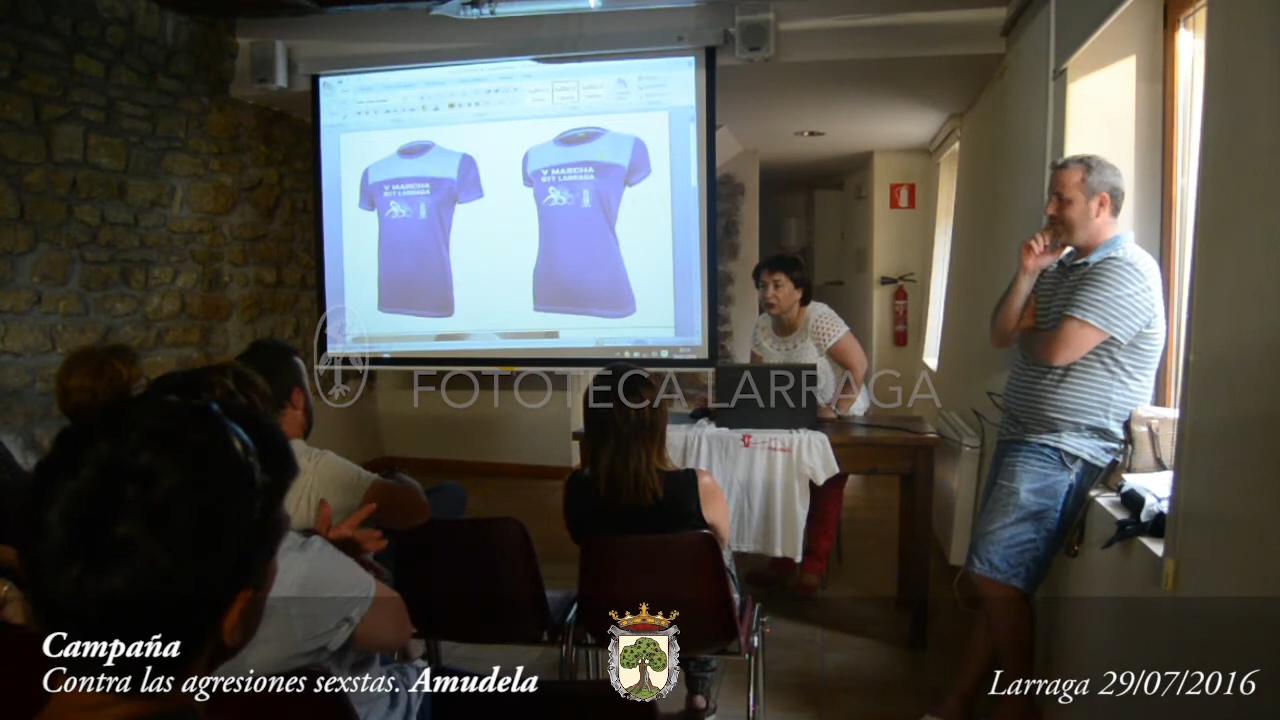 V MARCHA
BTT LARRAGA
V MARCHA
BTT LARRAGA
FOTOTECA LARRAGA
Campaña
Contra las agresiones sexstas. Amudela
Larraga 29/07/2016